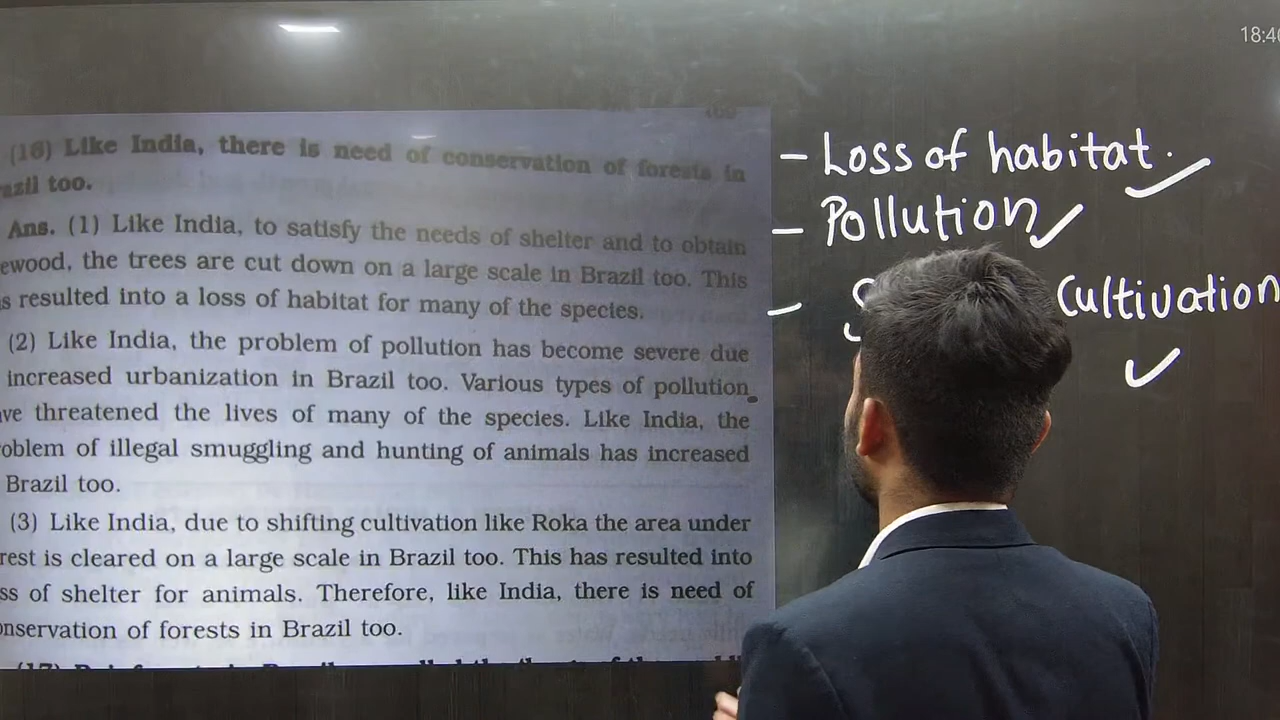 18:40
(16) Like India, there is need of conservation of forests in
azil too.
Ans. (1) Like India, to satisfy the needs of shelter and to obtain
ewood, the trees are cut down on a large scale in Brazil too. This
s resulted into a loss of habitat for many of the species.
(2) Like India, the problem of pollution has become severe due
increased urbanization in Brazil too. Various types of pollution
ve threatened the lives of many of the species. Like India, the
oblem of illegal smuggling and hunting of animals has increased
Brazil too.
(3) Like India, due to shifting cultivation like Roka the area under
rest is cleared on a large scale in Brazil too. This has resulted into
ss of shelter for animals. Therefore, like India, there is need of
onservation of forests in Brazil too.
– Loss of habitat.
– Pollution
– Cultivation